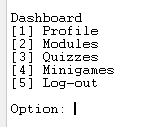 Dashboard
[1] Profile
[2] Modules
[3] Quizzes
[4] Minigames
[5] Log-out
Option: